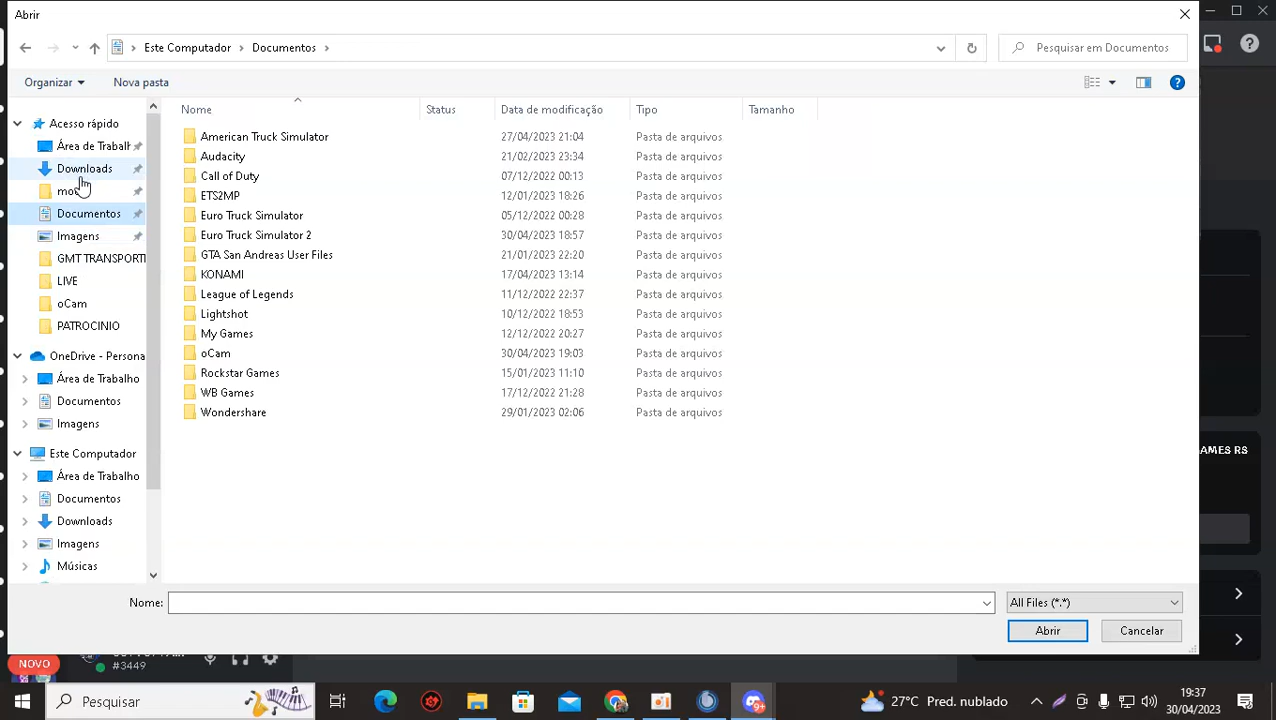 Abrir
Este Computador > Documentos >
Pesquisar em Documentos
Organizar
Nova pasta
Nome
Status
Data de modificação
Tipo
Tamanho
Acesso rápido
Área de Trabalh
Downloads
Documentos
Imagens
GMT TRANSPORTI
LIVE
oCam
PATROCINIO
OneDrive - Persona
Área de Trabalho
Documentos
Imagens
Este Computador
Área de Trabalho
Documentos
Downloads
Imagens
Músicas
American Truck Simulator 27/04/2023 21:04 Pasta de arquivos
Audacity 21/02/2023 23:34 Pasta de arquivos
Call of Duty 07/12/2022 00:13 Pasta de arquivos
ETS2MP 12/01/2023 18:26 Pasta de arquivos
Euro Truck Simulator 05/12/2022 00:28 Pasta de arquivos
Euro Truck Simulator 2 30/04/2023 18:57 Pasta de arquivos
GTA San Andreas User Files 21/01/2023 22:20 Pasta de arquivos
KONAMI 17/04/2023 13:14 Pasta de arquivos
League of Legends 11/12/2022 22:37 Pasta de arquivos
Lightshot 10/12/2022 18:53 Pasta de arquivos
My Games 12/12/2022 20:27 Pasta de arquivos
oCam 30/04/2023 19:03 Pasta de arquivos
Rockstar Games 15/01/2023 11:10 Pasta de arquivos
WB Games 17/12/2022 21:28 Pasta de arquivos
Wondershare 29/01/2023 02:06 Pasta de arquivos
AMES RS
Nome:
All Files (*.*)
Abrir
Cancelar
NOVO
#3449
Pesquisar
27°C Pred. nublado
19:37
30/04/2023